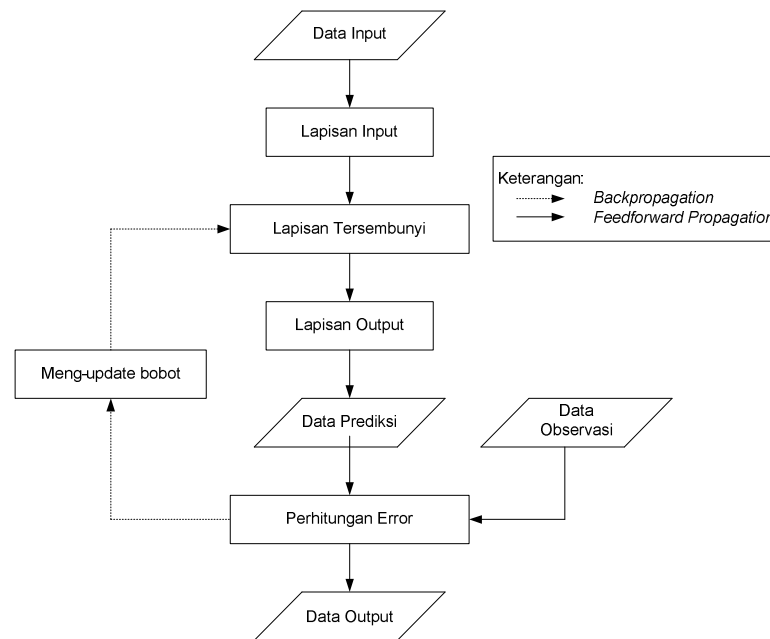 Data Input
Lapisan Input
Keterangan:
Backpropagation
Feedforward Propagation
Lapisan Tersembunyi
Lapisan Output
Meng-update bobot
Data Prediksi
Data
Observasi
Perhitungan Error
Data Output